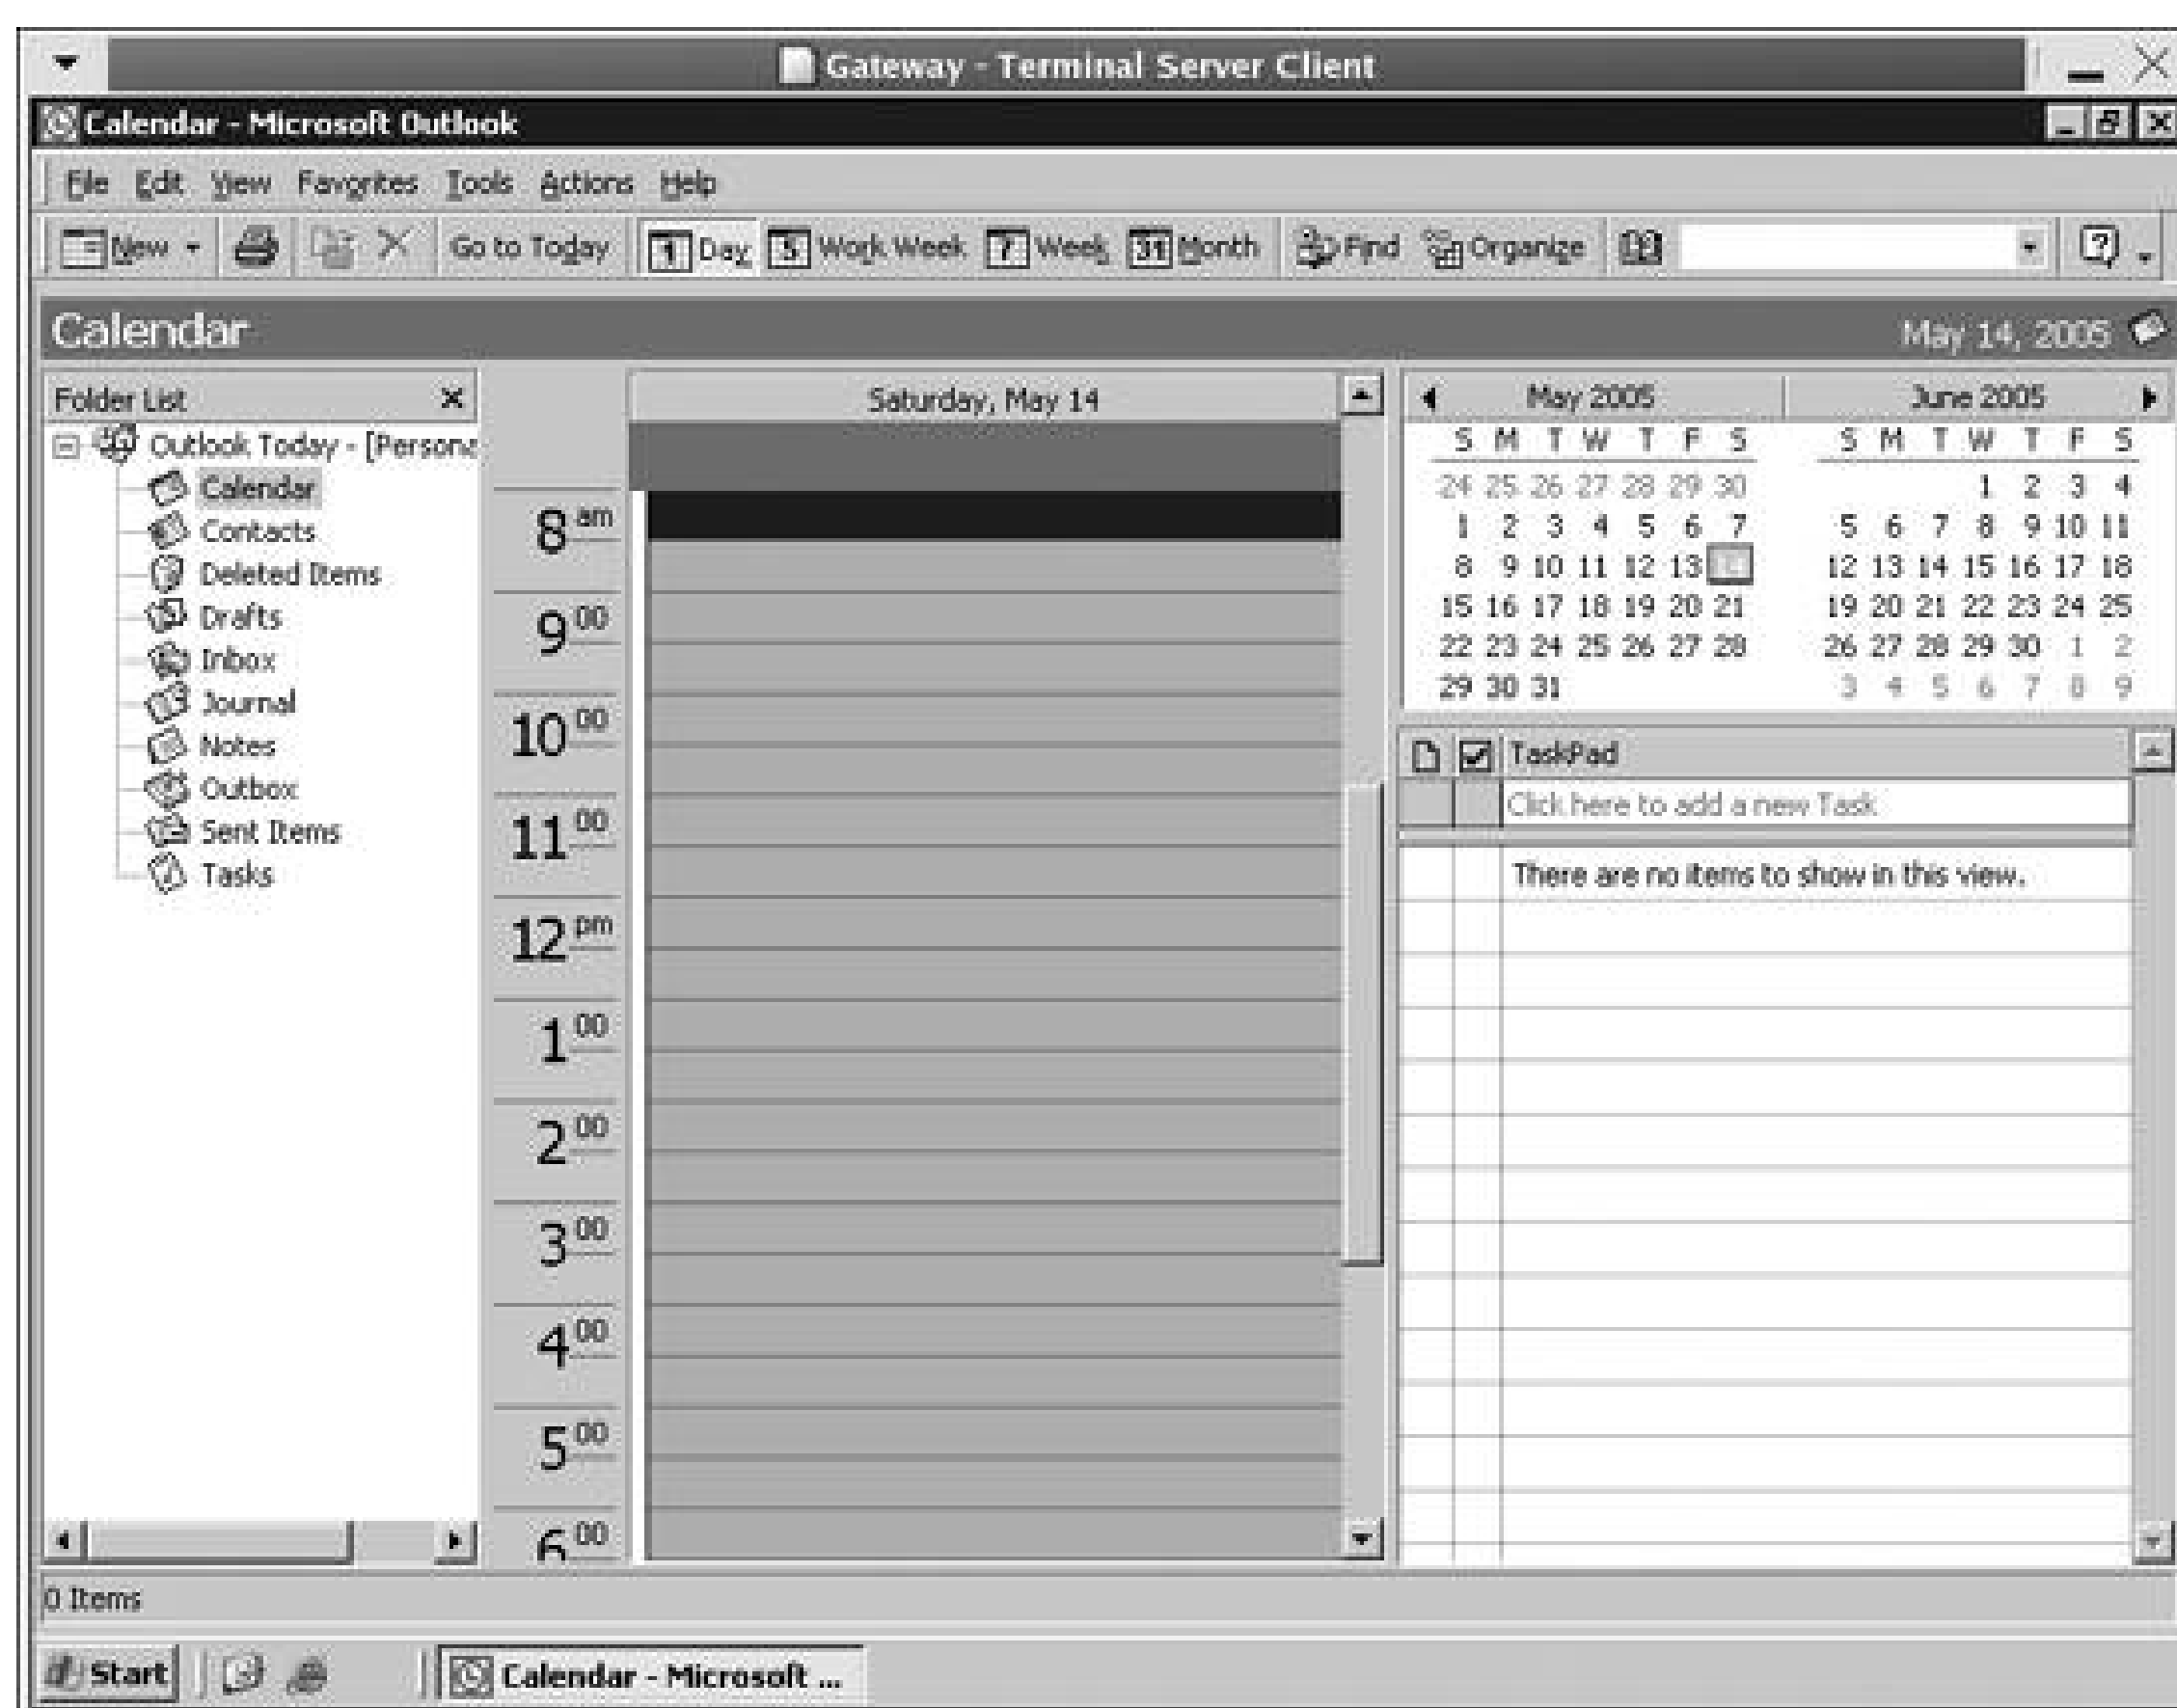 Gateway - Terminal Server Client
Calendar - Microsoft Outlook
File Edit View Favorites Tools Actions Help
New Go to Today 1 Day 5 Work Week 7 Week 31 Month Find Organize
Calendar May 14, 2005
Folder List
Outlook Today - [Persona
Calendar
Contacts
Deleted Items
Drafts
Inbox
Journal
Notes
Outbox
Sent Items
Tasks
Saturday, May 14
8 am
9 00
10 00
11 00
12 pm
1 00
2 00
3 00
4 00
5 00
6 00
May 2005
S M T W T F S
24 25 26 27 28 29 30
1 2 3 4 5 6 7
8 9 10 11 12 13
15 16 17 18 19 20 21
22 23 24 25 26 27 28
29 30 31
June 2005
S M T W T F S
1 2 3 4
5 6 7 8 9 10 11
12 13 14 15 16 17 18
19 20 21 22 23 24 25
26 27 28 29 30 1 2
3 4 5 6 7 8 9
TaskPad
Click here to add a new Task
There are no items to show in this view.
0 Items
Start Calendar - Microsoft ...